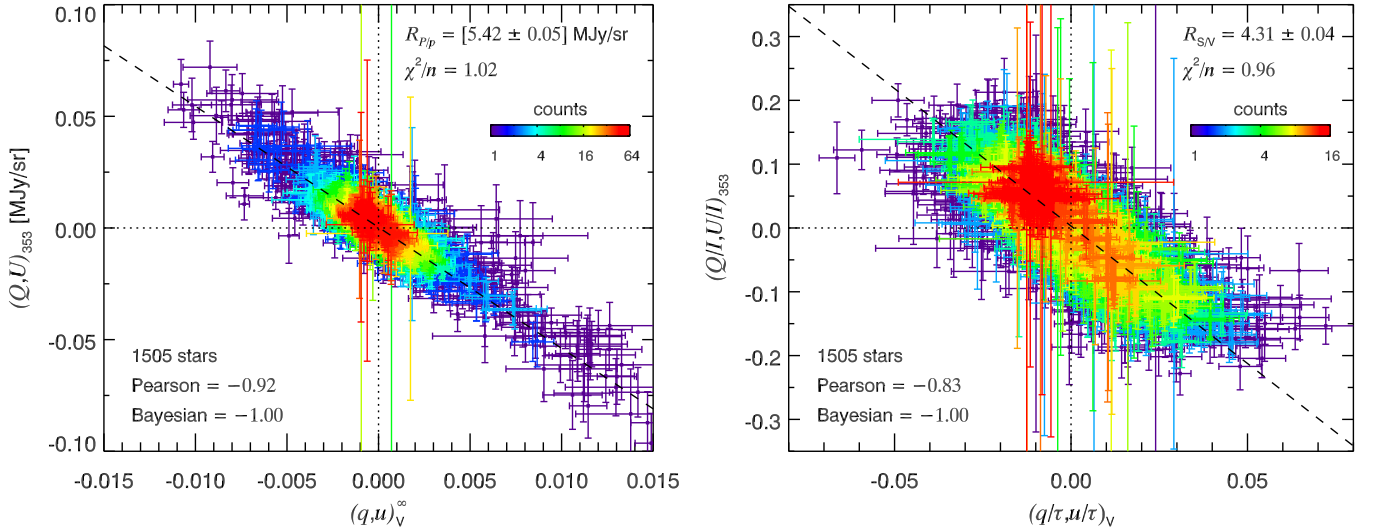 R_{P/p} = [5.42 ± 0.05] MJy/sr
χ²/n = 1.02
counts
1 4 16 64
1505 stars
Pearson = −0.92
Bayesian = −1.00
0.10
0.05
0.00
-0.05
-0.10
(Q,U)₃₅₃ [MJy/sr]
-0.015 -0.010 -0.005 0.000 0.005 0.010 0.015
(q,u)_V^∞
R_{S/V} = 4.31 ± 0.04
χ²/n = 0.96
counts
1 4 16
1505 stars
Pearson = −0.83
Bayesian = −1.00
0.3
0.2
0.1
0.0
-0.1
-0.2
-0.3
(Q/I,U/I)₃₅₃
-0.05 0.00 0.05
(q/τ,u/τ)_V